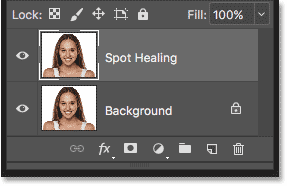 Lock: Fill: 100%
Spot Healing
Background
fx